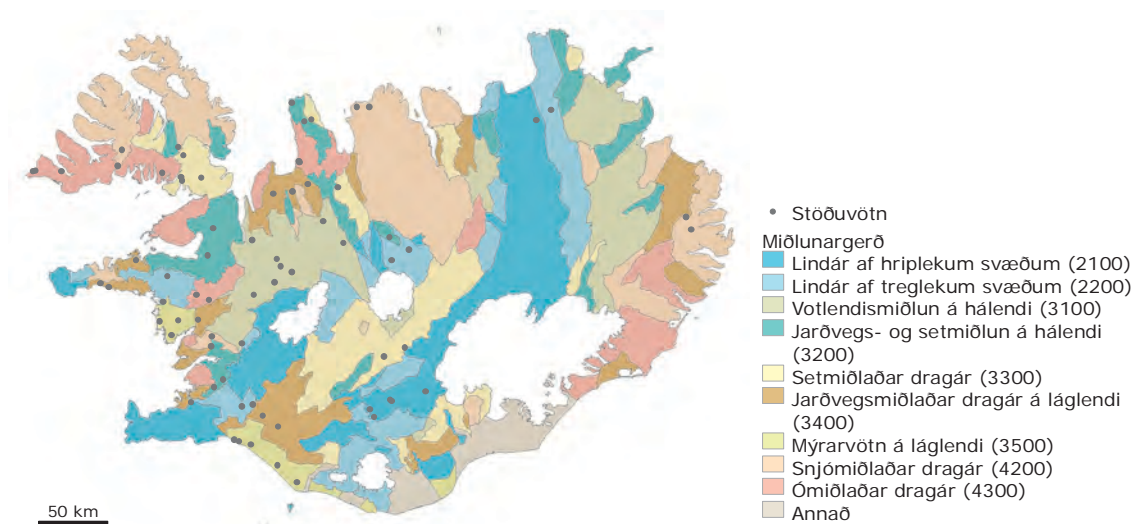 Stöðuvötn
Miðlunargerð
Lindár af hriplekum svæðum (2100)
Lindár af treglekum svæðum (2200)
Votlendismiðlun á hálendi (3100)
Jarðvegs- og setmiðlun á hálendi
(3200)
Setmiðlaðar dragár (3300)
Jarðvegsmiðlaðar dragár á láglendi
(3400)
Mýrarvötn á láglendi (3500)
Snjómiðlaðar dragár (4200)
Ómiðlaðar dragár (4300)
Annað
50 km